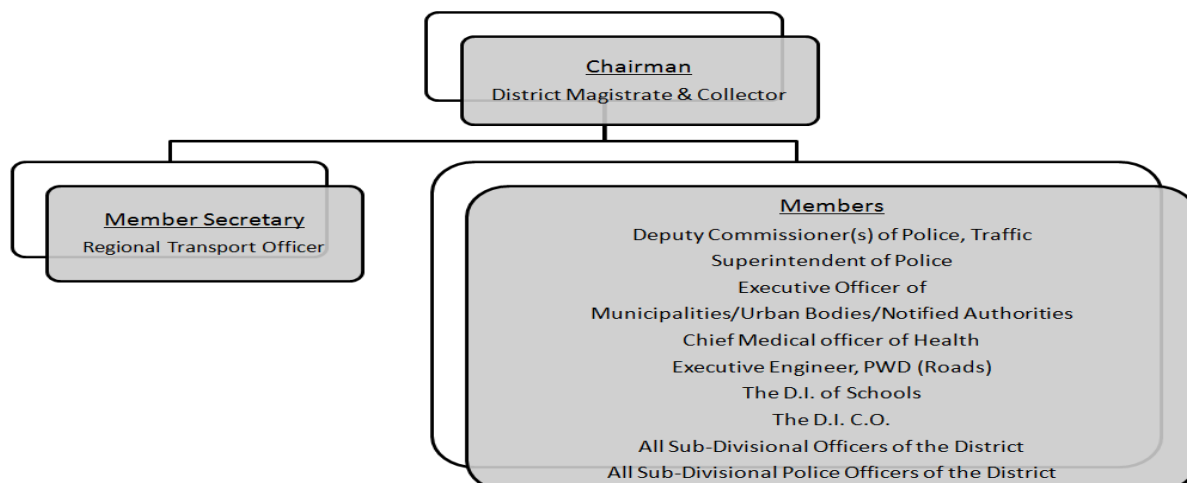 Chairman
District Magistrate & Collector
Member Secretary
Regional Transport Officer
Members
Deputy Commissioner(s) of Police, Traffic
Superintendent of Police
Executive Officer of
Municipalities/Urban Bodies/Notified Authorities
Chief Medical officer of Health
Executive Engineer, PWD (Roads)
The D.I. of Schools
The D.I. C.O.
All Sub-Divisional Officers of the District
All Sub-Divisional Police Officers of the District